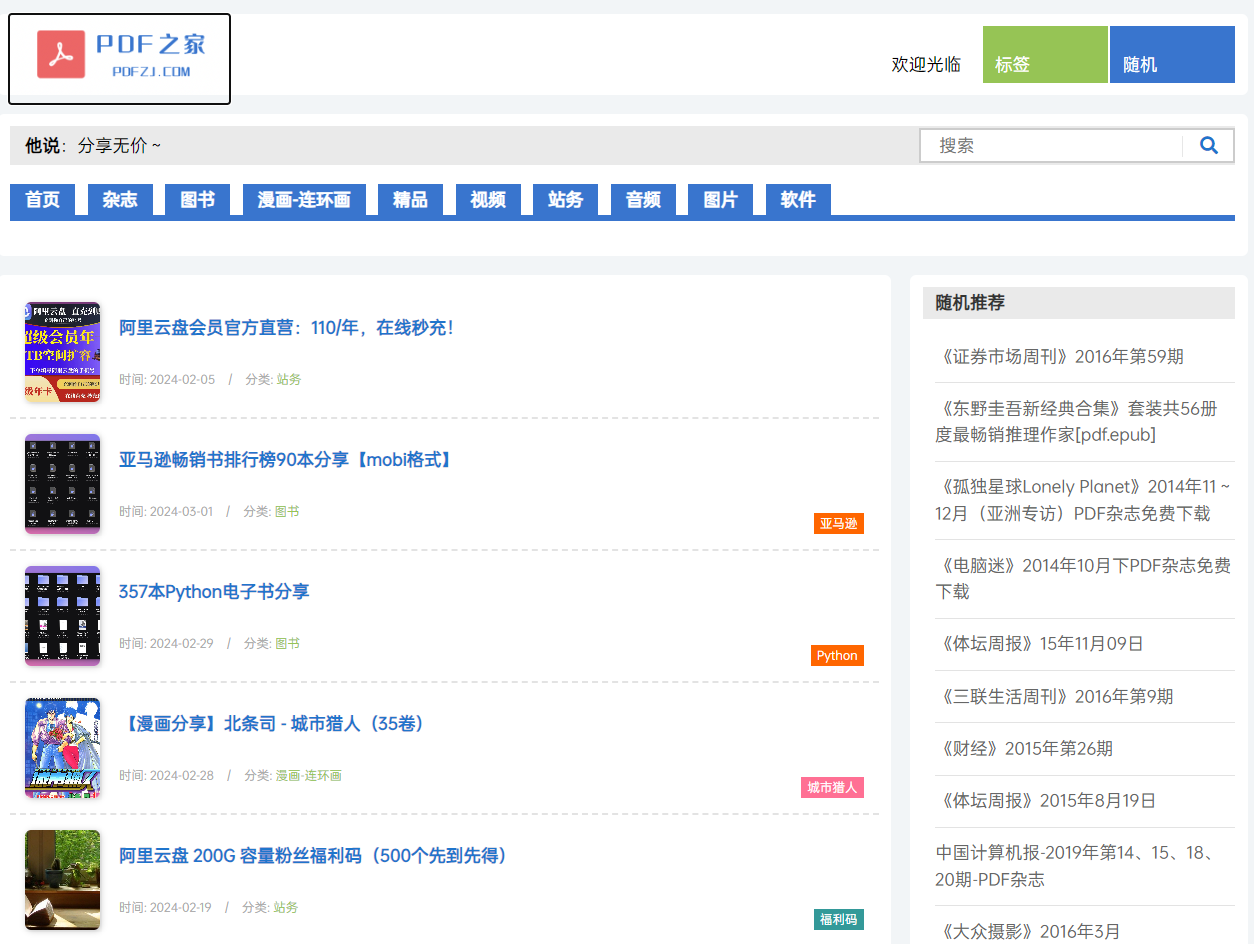 PDF之家
PDFZJ.COM
欢迎光临
标签
随机
他说：分享无价 ~
搜索
首页
杂志
图书
漫画-连环画
精品
视频
站务
音频
图片
软件
阿里云盘会员官方直营：110/年，在线秒充！
时间: 2024-02-05 / 分类: 站务
亚马逊畅销书排行榜90本分享【mobi格式】
时间: 2024-03-01 / 分类: 图书
亚马逊
357本Python电子书分享
时间: 2024-02-29 / 分类: 图书
Python
【漫画分享】北条司 - 城市猎人（35卷）
时间: 2024-02-28 / 分类: 漫画-连环画
城市猎人
阿里云盘 200G 容量粉丝福利码（500个先到先得）
时间: 2024-02-19 / 分类: 站务
福利码
随机推荐
《证券市场周刊》2016年第59期
《东野圭吾新经典合集》套装共56册
度最畅销推理作家[pdf.epub]
《孤独星球Lonely Planet》2014年11 ~
12月（亚洲专访）PDF杂志免费下载
《电脑迷》2014年10月下PDF杂志免费
下载
《体坛周报》15年11月09日
《三联生活周刊》2016年第9期
《财经》2015年第26期
《体坛周报》2015年8月19日
中国计算机报-2019年第14、15、18、
20期-PDF杂志
《大众摄影》2016年3月